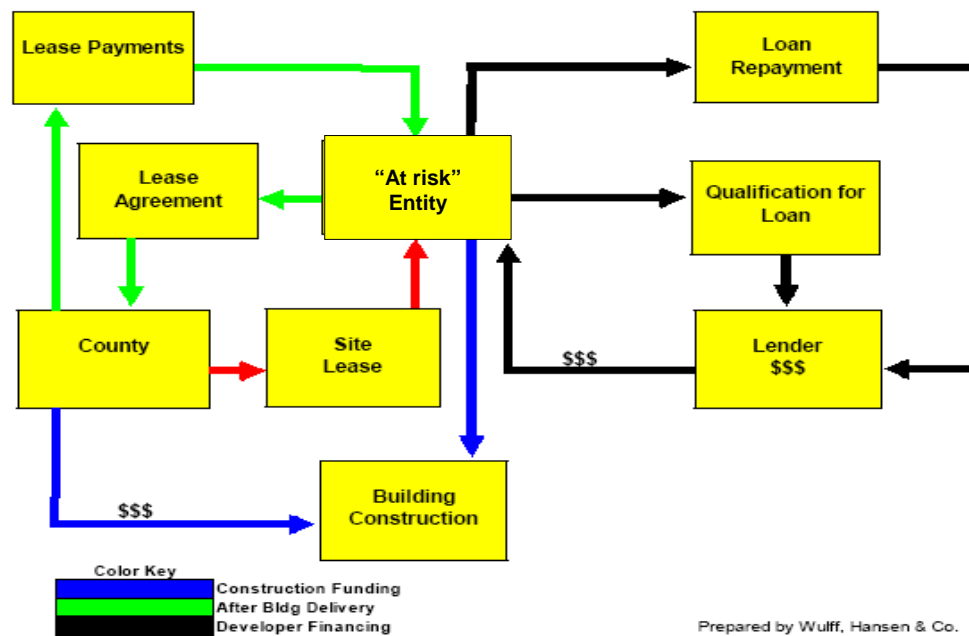 Lease Payments
Loan
Repayment
“At risk”
Entity
Lease
Agreement
Qualification for
Loan
County
Site
Lease
$$$
Lender
$$$
Building
Construction
$$$
Color Key
Construction Funding
After Bldg Delivery
Developer Financing
Prepared by Wulff, Hansen & Co.